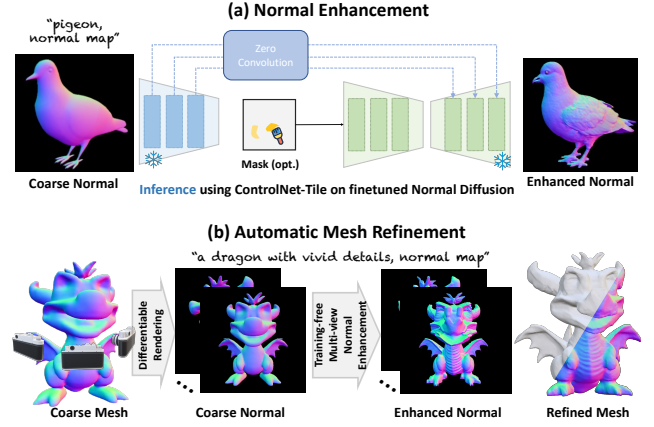 (a) Normal Enhancement
“pigeon,
normal map”
Zero
Convolution
Mask (opt.)
Coarse Normal
Inference using ControlNet-Tile on finetuned Normal Diffusion
Enhanced Normal
(b) Automatic Mesh Refinement
“a dragon with vivid details, normal map”
Differentiable
Rendering
Training-free
Multi-view
Normal
Enhancement
Coarse Mesh
Coarse Normal
Enhanced Normal
Refined Mesh